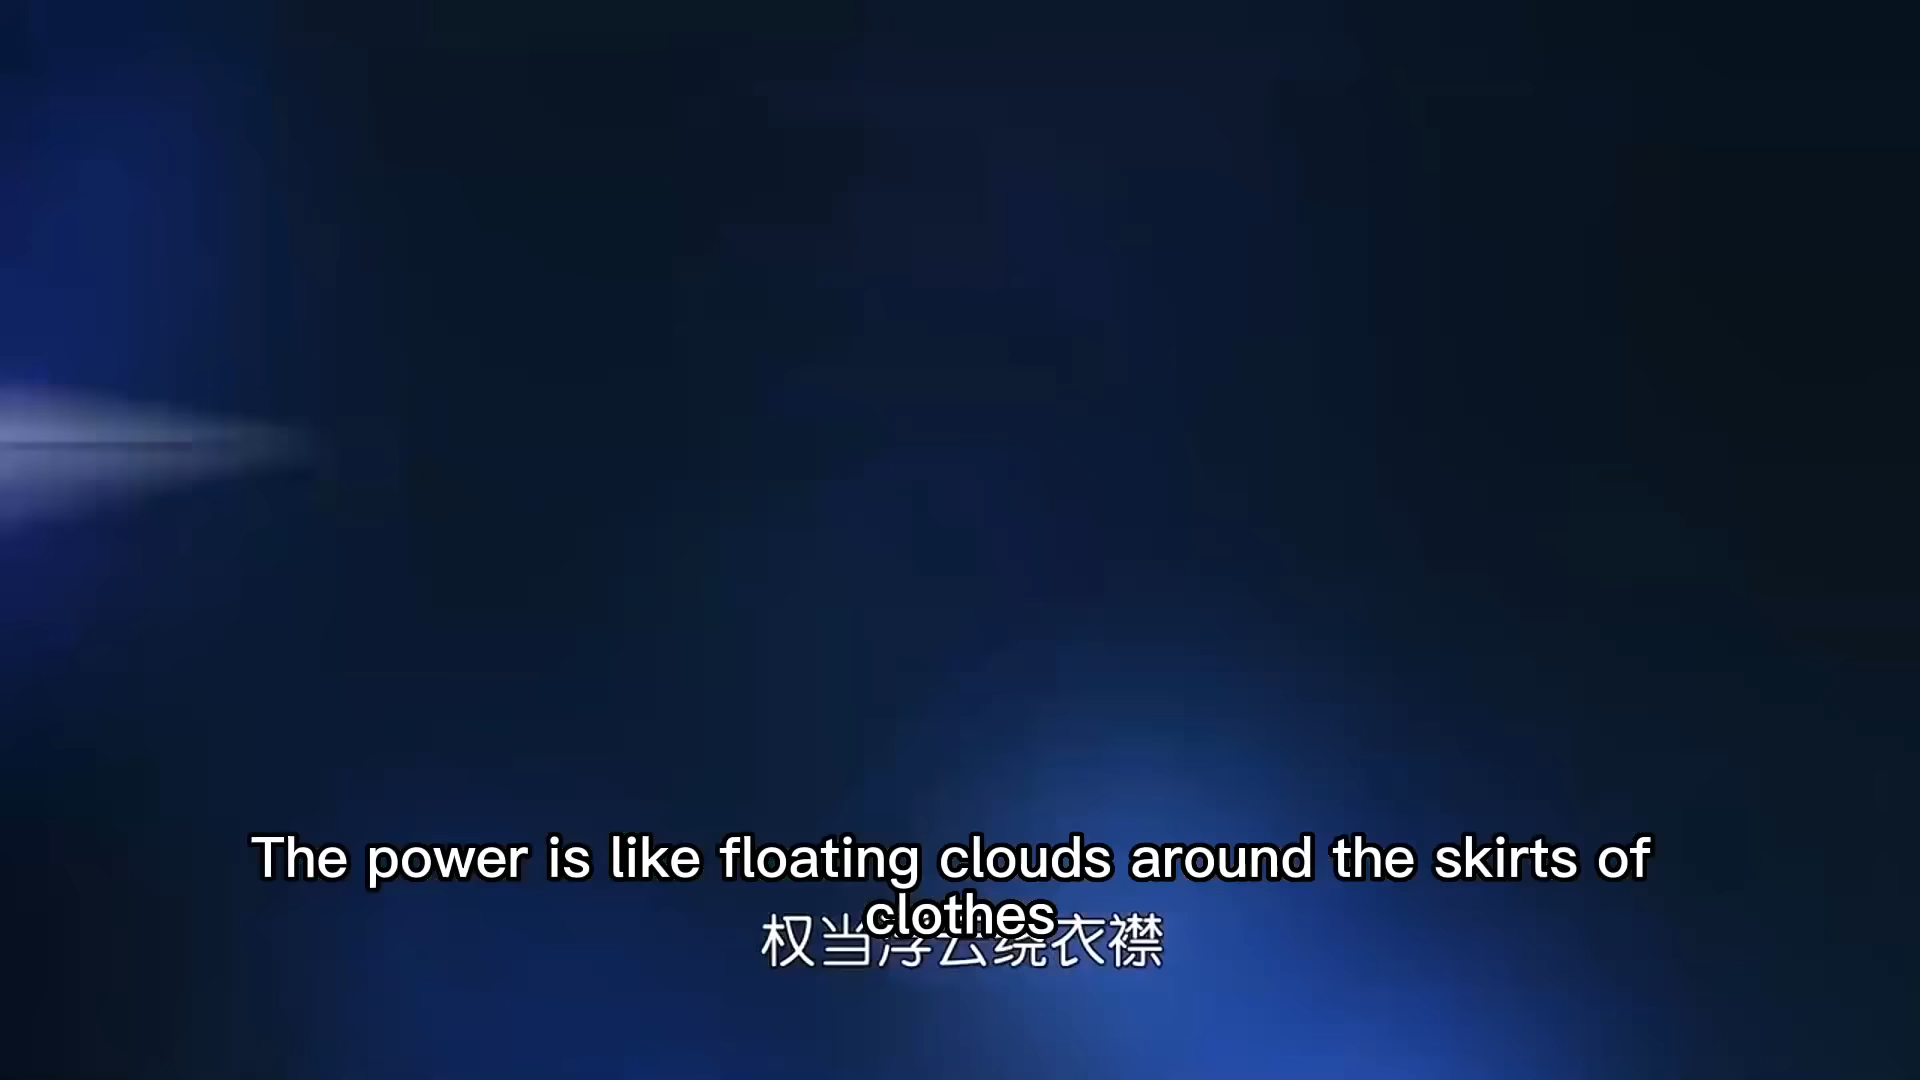 The power is like floating clouds around the skirts of
clothes
权当浮云绕衣襟